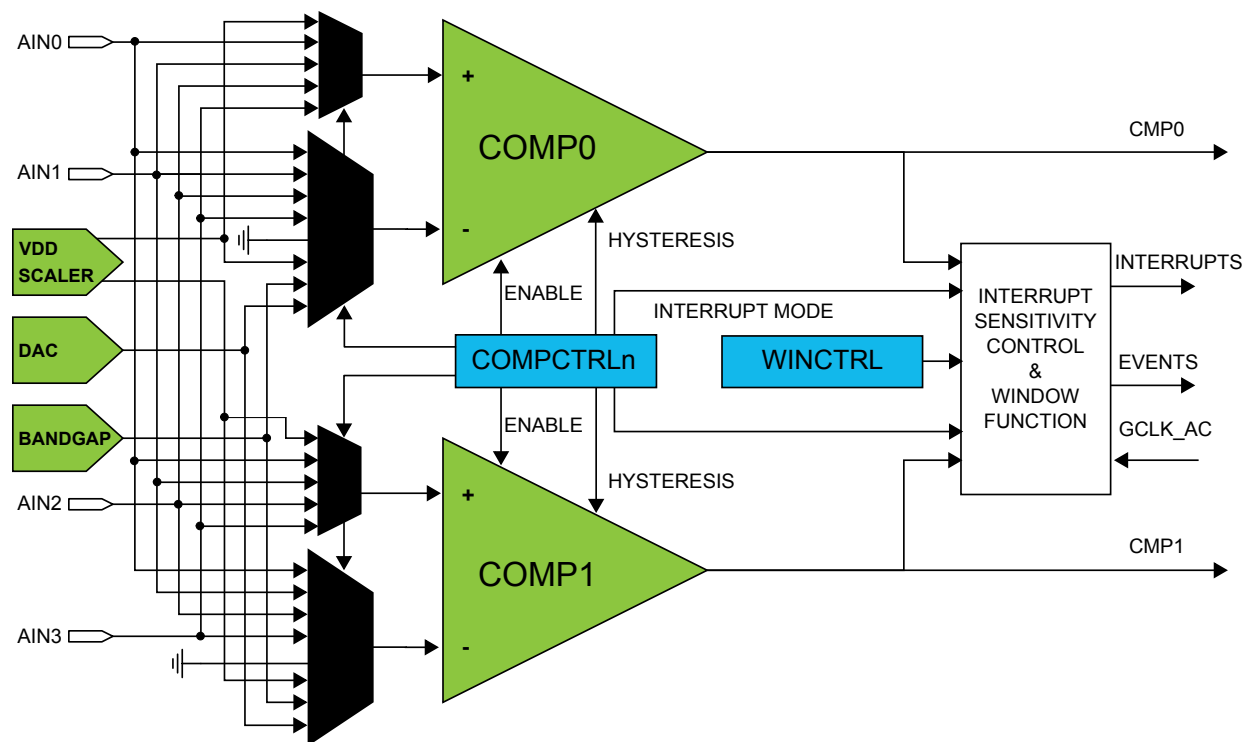 AIN0
+
COMP0
CMP0
AIN1
-
HYSTERESIS
VDD
SCALER
ENABLE
INTERRUPT MODE
INTERRUPTS
INTERRUPT
SENSITIVITY
CONTROL
&
WINDOW
FUNCTION
DAC
COMPCTRLn
WINCTRL
EVENTS
BANDGAP
ENABLE
GCLK_AC
HYSTERESIS
AIN2
+
COMP1
CMP1
AIN3
-